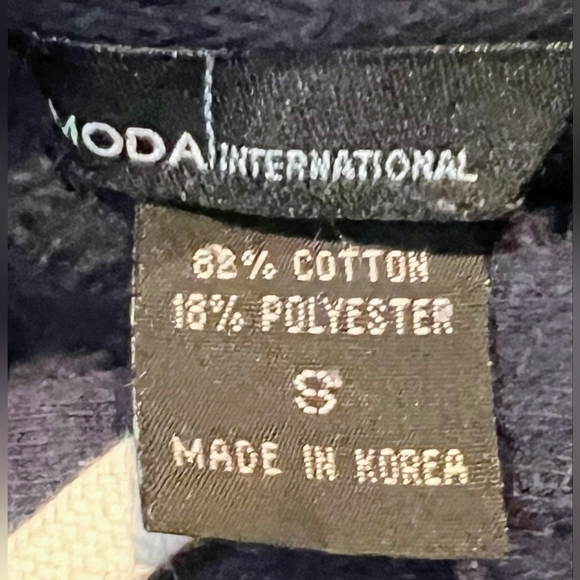 MODA INTERNATIONAL
82% COTTON
18% POLYESTER
S
MADE IN KOREA